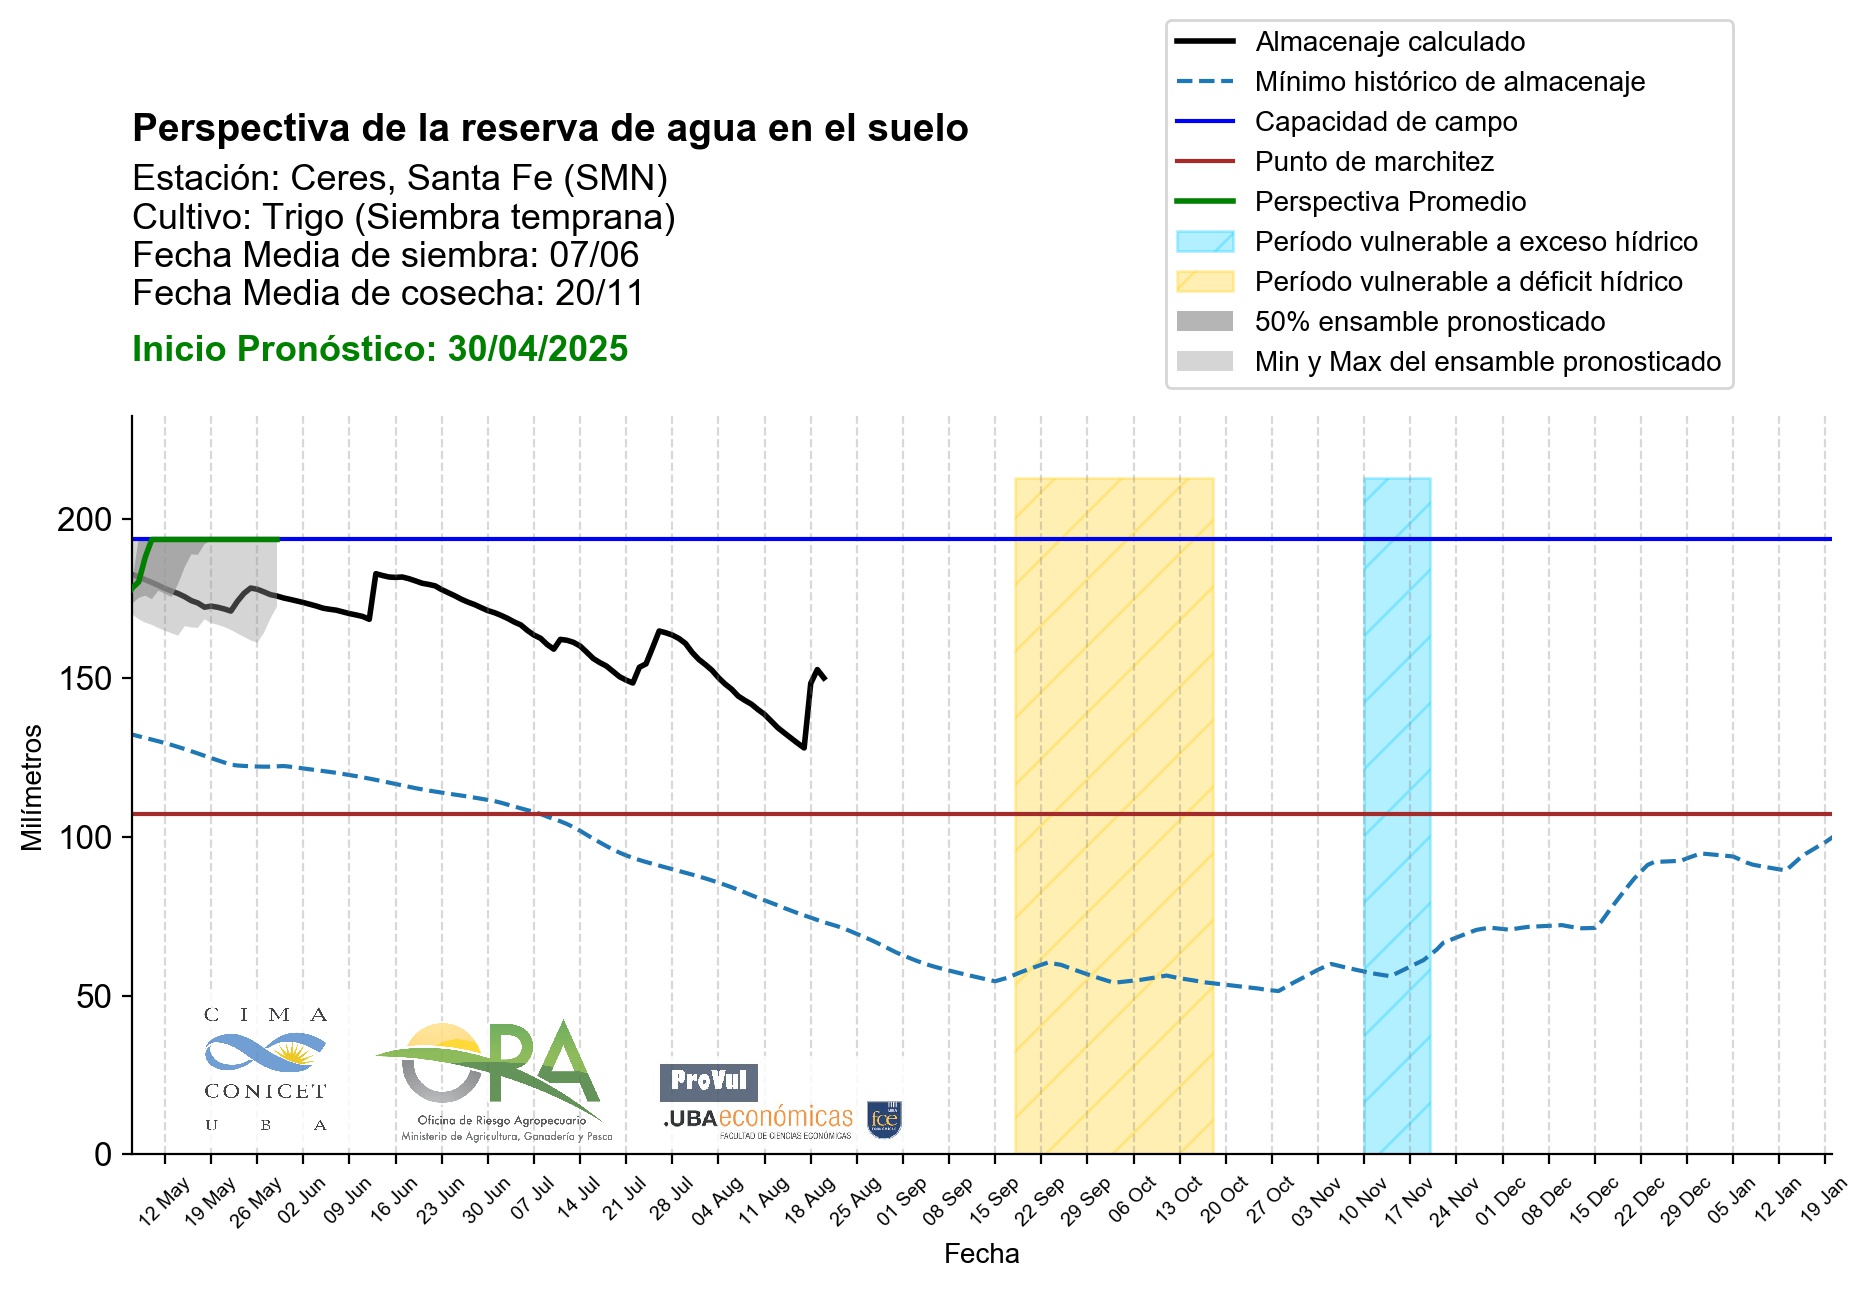 Almacenaje calculado
Mínimo histórico de almacenaje
Capacidad de campo
Punto de marchitez
Perspectiva Promedio
Período vulnerable a exceso hídrico
Período vulnerable a déficit hídrico
50% ensamble pronosticado
Min y Max del ensamble pronosticado
Perspectiva de la reserva de agua en el suelo
Estación: Ceres, Santa Fe (SMN)
Cultivo: Trigo (Siembra temprana)
Fecha Media de siembra: 07/06
Fecha Media de cosecha: 20/11
Inicio Pronóstico: 30/04/2025
200
150
100
50
0
Milímetros
CIMA
CONICET
UBA
ORA
Oficina de Riesgo Agropecuario
Ministerio de Agricultura, Ganadería y Pesca
ProVul
.UBAeconómicas
FACULTAD DE CIENCIAS ECONÓMICAS
UBA
fce
12 May
19 May
26 May
02 Jun
09 Jun
16 Jun
23 Jun
30 Jun
07 Jul
14 Jul
21 Jul
28 Jul
04 Aug
11 Aug
18 Aug
25 Aug
01 Sep
08 Sep
15 Sep
22 Sep
29 Sep
06 Oct
13 Oct
20 Oct
27 Oct
03 Nov
10 Nov
17 Nov
24 Nov
01 Dec
08 Dec
15 Dec
22 Dec
29 Dec
05 Jan
12 Jan
19 Jan
Fecha